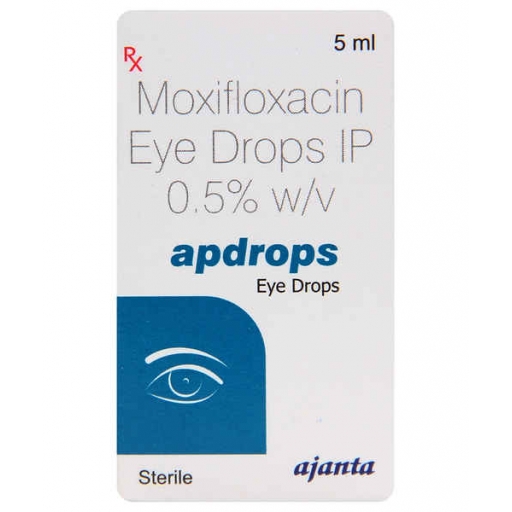 5 ml
Rx
Moxifloxacin
Eye Drops IP
0.5% w/v
apdrops
Eye Drops
Sterile
ajanta